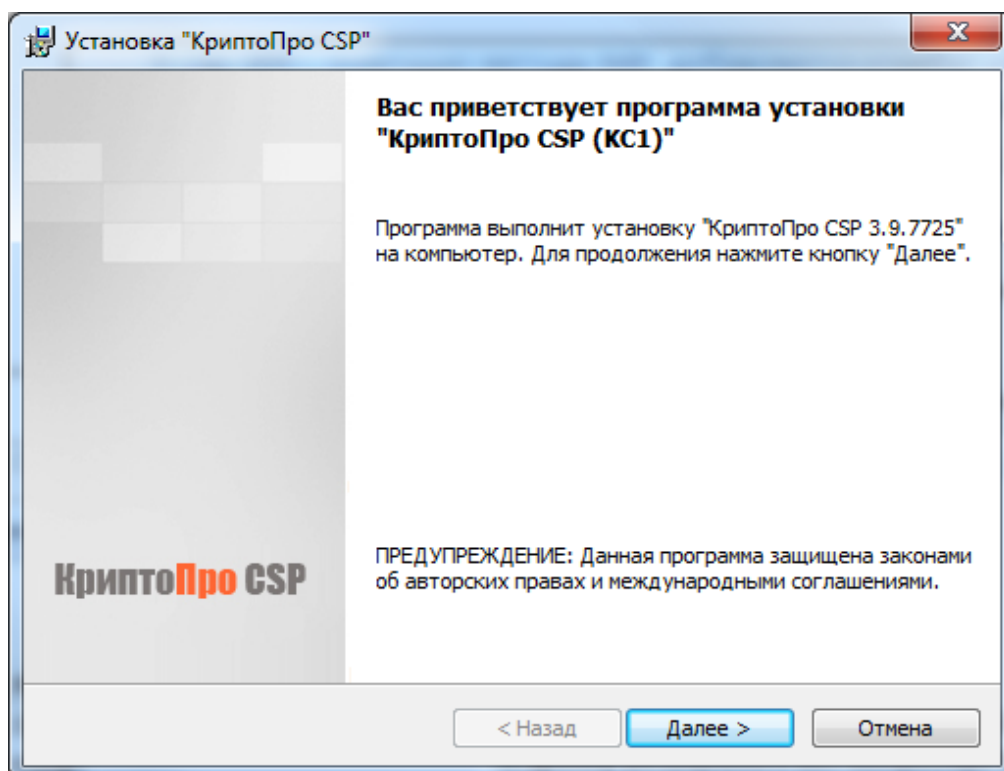 Установка "КриптоПро CSP"
Вас приветствует программа установки
"КриптоПро CSP (КС1)"
Программа выполнит установку "КриптоПро CSP 3.9.7725"
на компьютер. Для продолжения нажмите кнопку "Далее".
КриптоПро CSP
ПРЕДУПРЕЖДЕНИЕ: Данная программа защищена законами
об авторских правах и международными соглашениями.
< Назад
Далее >
Отмена